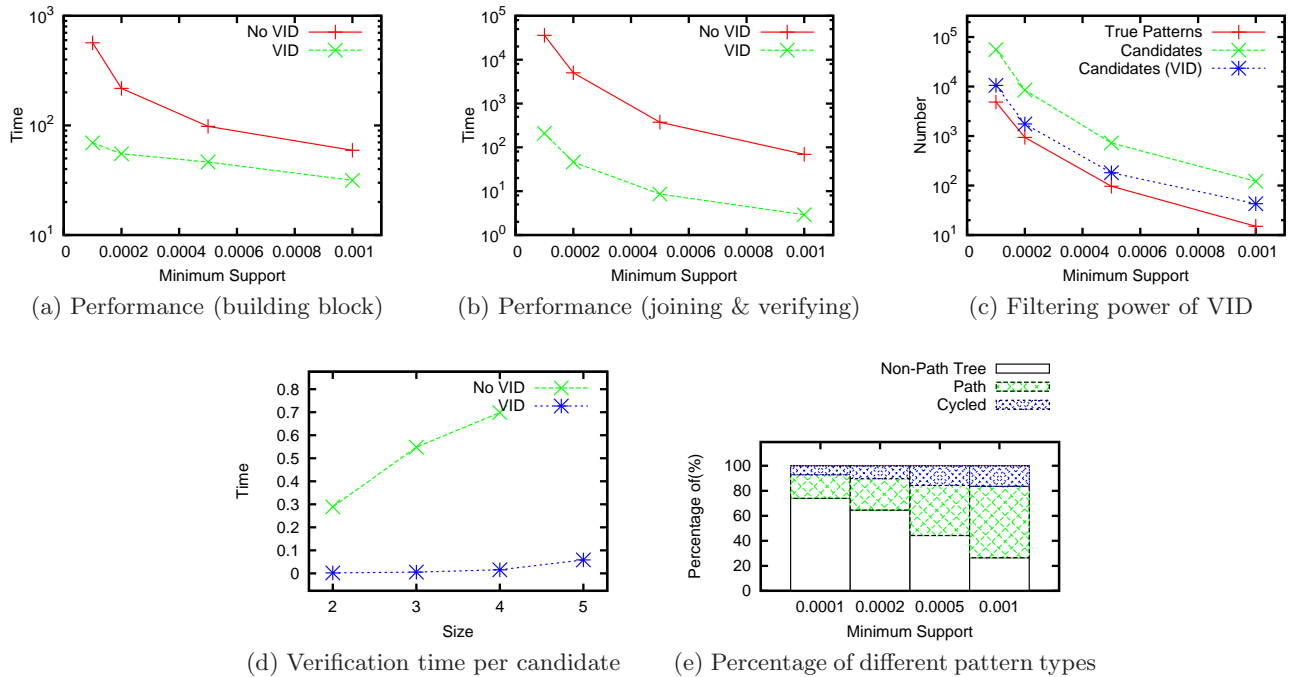 10^3
10^2
10^1
Time
No VID
VID
0 0.0002 0.0004 0.0006 0.0008 0.001
Minimum Support
(a) Performance (building block)
10^5
10^4
10^3
10^2
10^1
10^0
Time
No VID
VID
0 0.0002 0.0004 0.0006 0.0008 0.001
Minimum Support
(b) Performance (joining & verifying)
10^5
10^4
10^3
10^2
10^1
Number
True Patterns
Candidates
Candidates (VID)
0 0.0002 0.0004 0.0006 0.0008 0.001
Minimum Support
(c) Filtering power of VID
0.8
0.7
0.6
0.5
0.4
0.3
0.2
0.1
0
Time
No VID
VID
2 3 4 5
Size
(d) Verification time per candidate
Non-Path Tree
Path
Cycled
100
80
60
40
20
0
Percentage of(%)
0.0001 0.0002 0.0005 0.001
Minimum Support
(e) Percentage of different pattern types